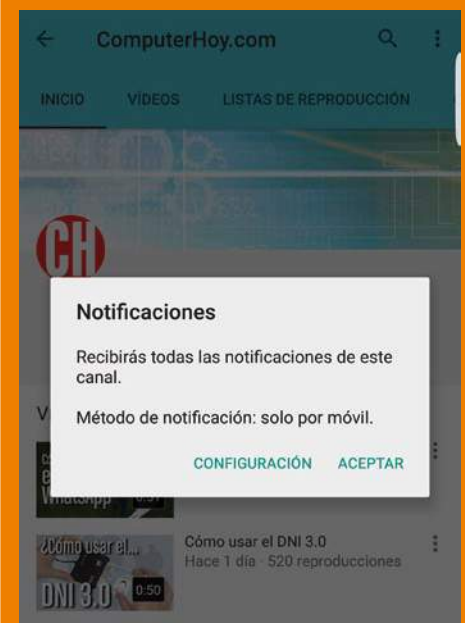 ComputerHoy.com
INICIO VÍDEOS LISTAS DE REPRODUCCIÓN
CH
Notificaciones
Recibirás todas las notificaciones de este
canal.
Método de notificación: solo por móvil.
CONFIGURACIÓN ACEPTAR
V
WhatsApp 0:51
Cómo usar el DNI 3.0
Hace 1 día · 520 reproducciones
¿Cómo usar el...
DNI 3.0 0:50